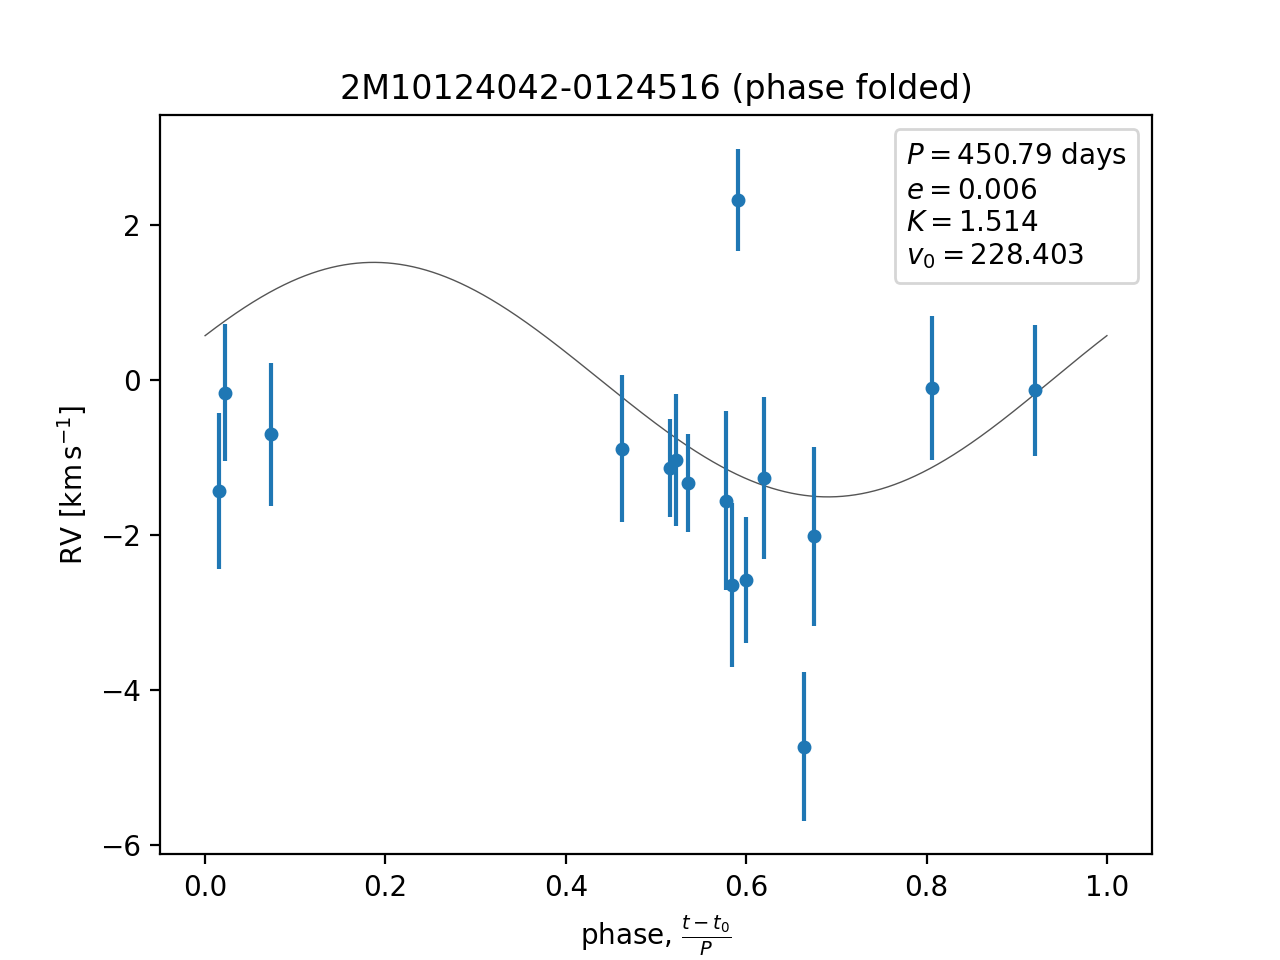 2M10124042-0124516 (phase folded)
P = 450.79 days
e = 0.006
K = 1.514
v₀ = 228.403
RV [km s⁻¹]
2
0
−2
−4
−6
0.0 0.2 0.4 0.6 0.8 1.0
phase, (t − t₀)/P